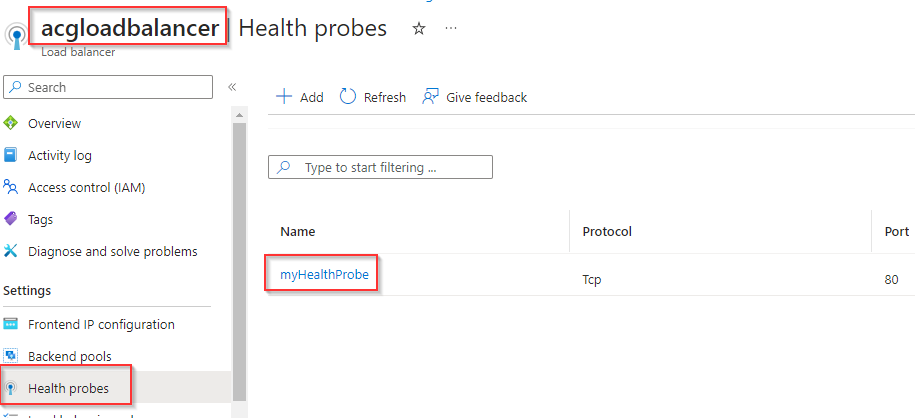 acgloadbalancer | Health probes
Load balancer
Search
Add
Refresh
Give feedback
Overview
Activity log
Access control (IAM)
Tags
Diagnose and solve problems
Settings
Frontend IP configuration
Backend pools
Health probes
Type to start filtering ...
Name
Protocol
Port
myHealthProbe
Tcp
80